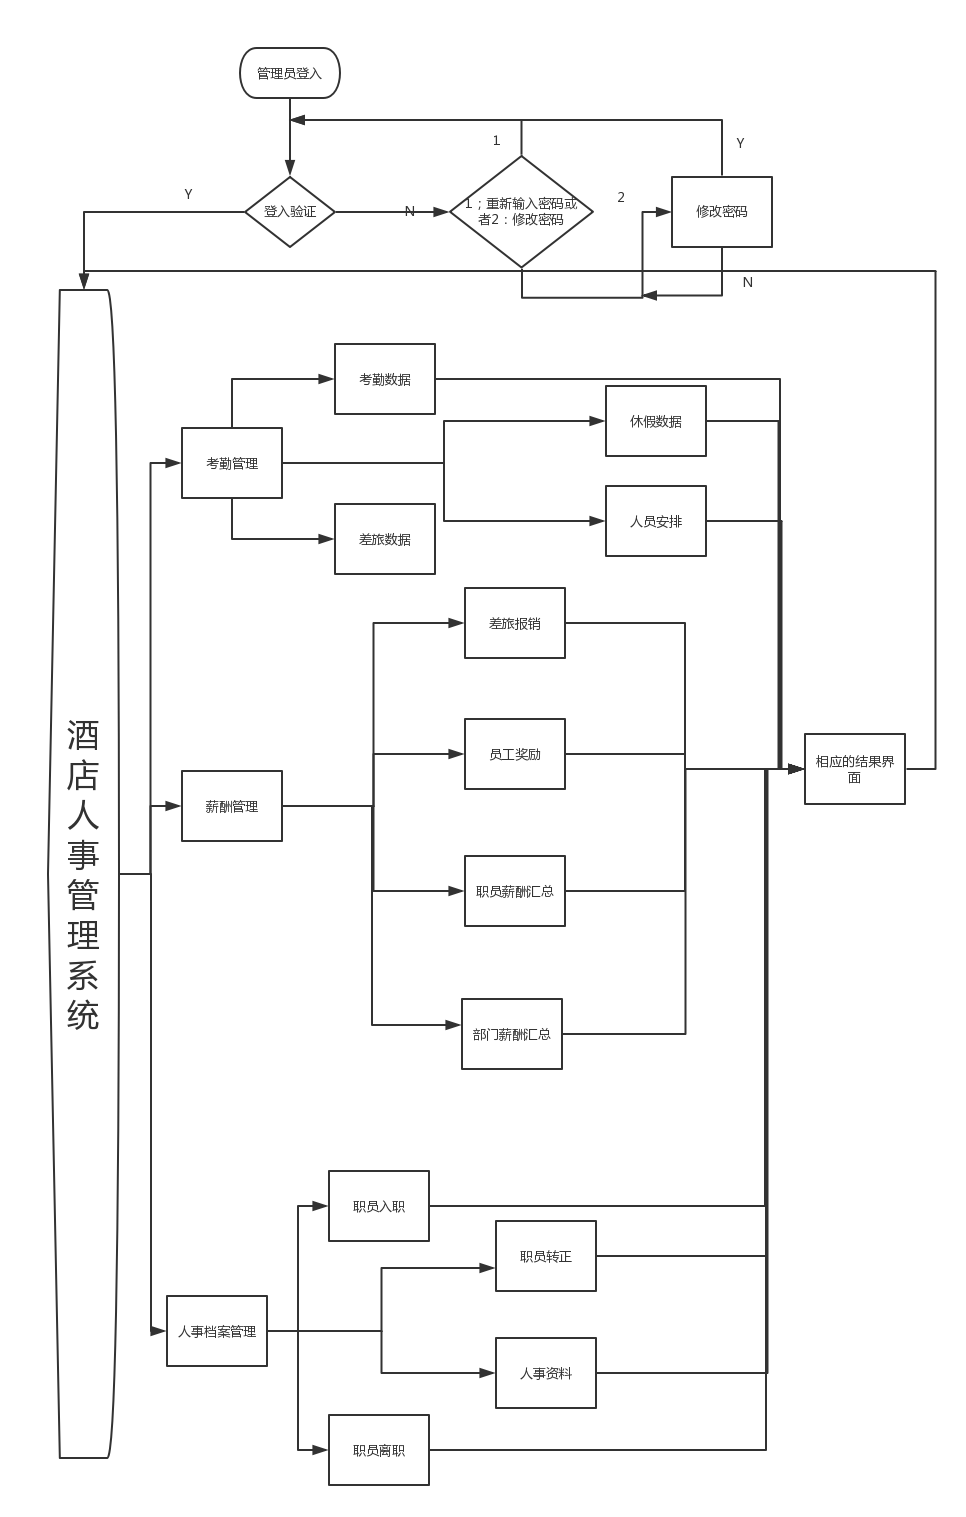 管理员登入
1
Y
Y
登入验证
N
1；重新输入密码或
者2：修改密码
2
修改密码
N
考勤数据
休假数据
考勤管理
人员安排
差旅数据
差旅报销
酒店人事管理系统
员工奖励
相应的结果界
面
薪酬管理
职员薪酬汇总
部门薪酬汇总
职员入职
职员转正
人事档案管理
人事资料
职员离职